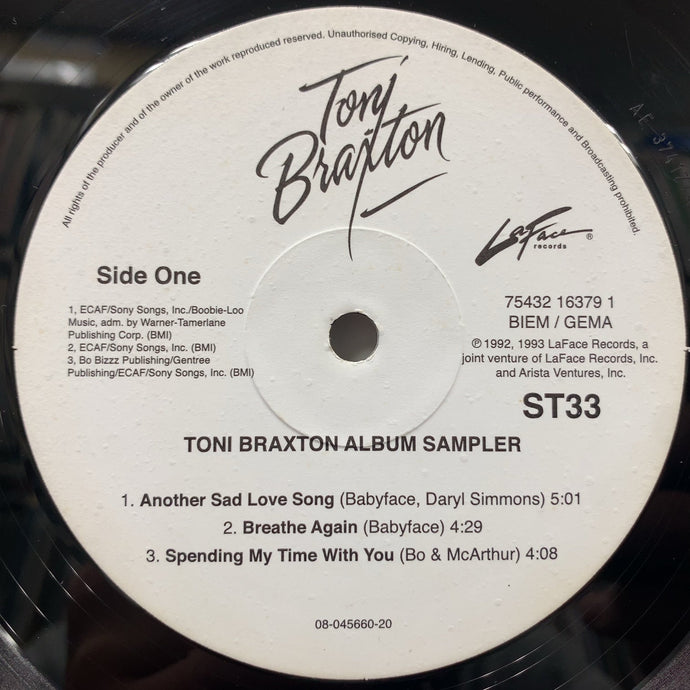 All rights of the producer and of the owner of the work reproduced reserved. Unauthorised Copying, Hiring, Lending, Public performance and Broadcasting prohibited.
Toni
Braxton
LaFace
records ®
Side One
1, ECAF/Sony Songs, Inc./Boobie-Loo
Music, adm. by Warner-Tamerlane
Publishing Corp. (BMI)
2, ECAF/Sony Songs, Inc. (BMI)
3, Bo Bizzz Publishing/Gentree
Publishing/ECAF/Sony Songs, Inc. (BMI)
75432 16379 1
BIEM / GEMA
℗ 1992, 1993 LaFace Records, a
joint venture of LaFace Records, Inc.
and Arista Ventures, Inc.
ST33
TONI BRAXTON ALBUM SAMPLER
1. Another Sad Love Song (Babyface, Daryl Simmons) 5:01
2. Breathe Again (Babyface) 4:29
3. Spending My Time With You (Bo & McArthur) 4:08
08-045660-20